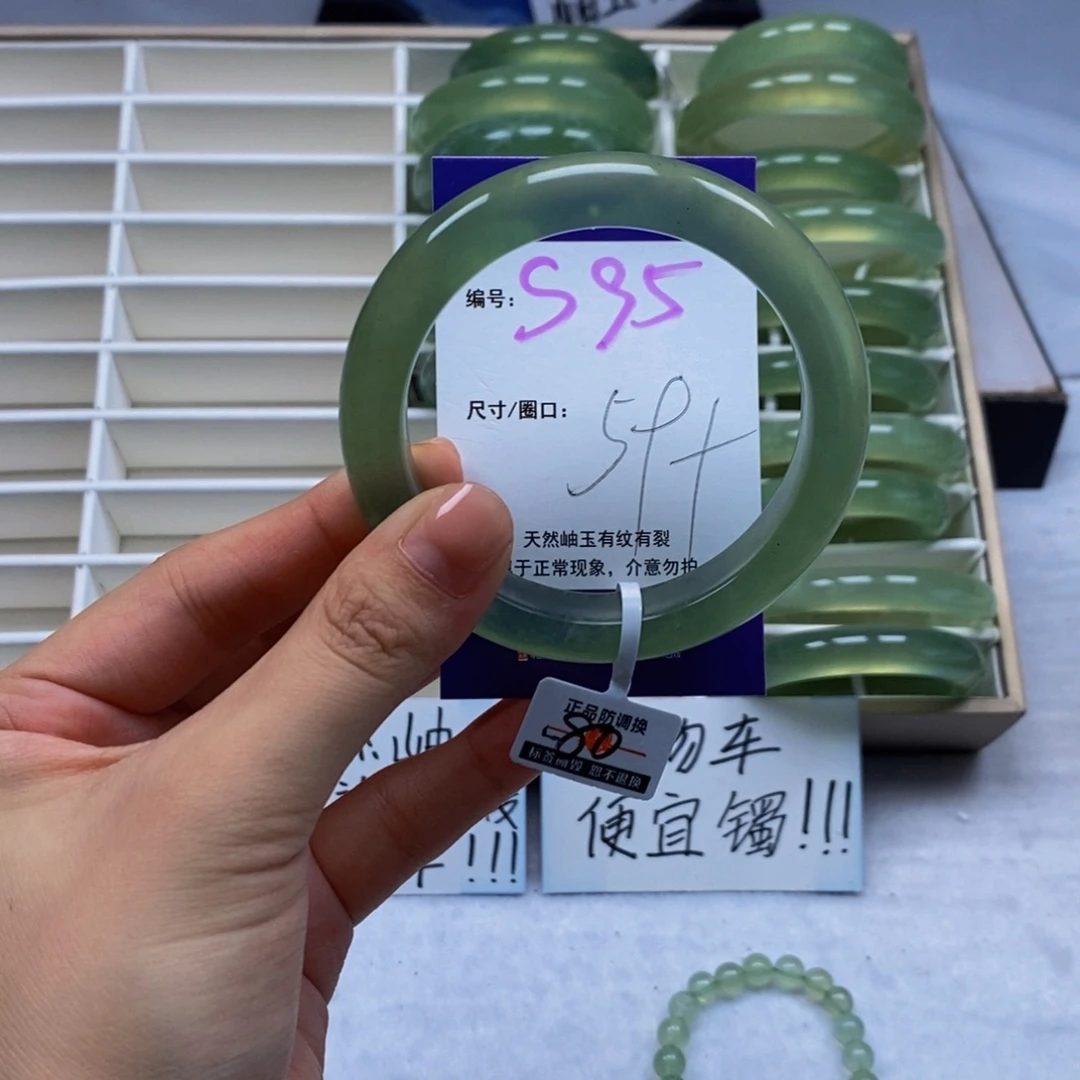 编号: S95
尺寸/圈口: 59+
天然岫玉有纹有裂
于正常现象，介意勿拍
正品防调换
80
标签损毁 恕不退换
岫
勿车
便宜镯!!!
!!!